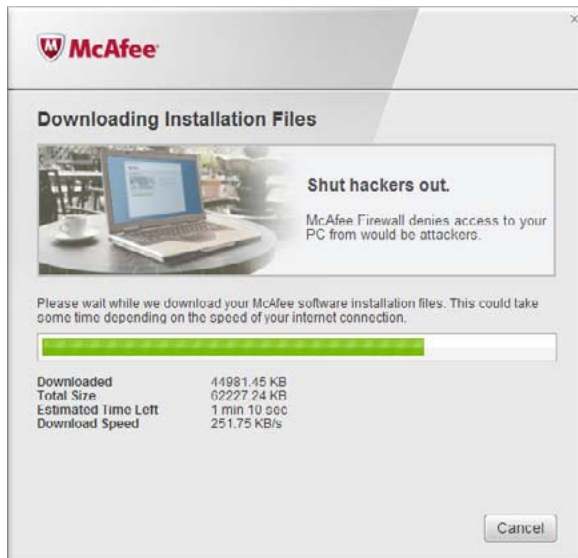 McAfee
Downloading Installation Files
Shut hackers out.
McAfee Firewall denies access to your
PC from would be attackers.
Please wait while we download your McAfee software installation files. This could take
some time depending on the speed of your internet connection.
Downloaded 44981.45 KB
Total Size 62227.24 KB
Estimated Time Left 1 min 10 sec
Download Speed 251.75 KB/s
Cancel